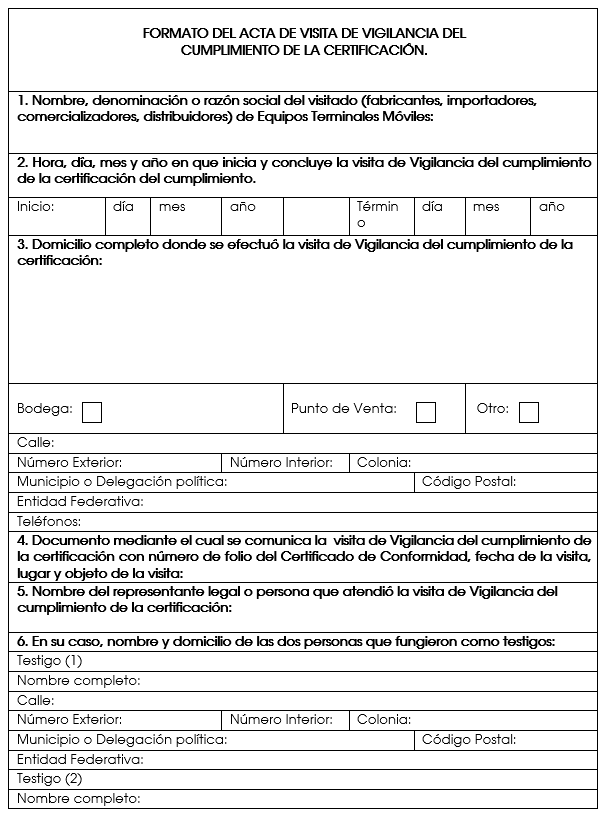 FORMATO DEL ACTA DE VISITA DE VIGILANCIA DEL
CUMPLIMIENTO DE LA CERTIFICACIÓN.
1. Nombre, denominación o razón social del visitado (fabricantes, importadores,
comercializadores, distribuidores) de Equipos Terminales Móviles:
2. Hora, día, mes y año en que inicia y concluye la visita de Vigilancia del cumplimiento
de la certificación del cumplimiento.
Inicio: día mes año Términ día mes año
o
3. Domicilio completo donde se efectuó la visita de Vigilancia del cumplimiento de la
certificación:
Bodega: Punto de Venta: Otro:
Calle:
Número Exterior: Número Interior: Colonia:
Municipio o Delegación política: Código Postal:
Entidad Federativa:
Teléfonos:
4. Documento mediante el cual se comunica la visita de Vigilancia del cumplimiento de
la certificación con número de folio del Certificado de Conformidad, fecha de la visita,
lugar y objeto de la visita:
5. Nombre del representante legal o persona que atendió la visita de Vigilancia del
cumplimiento de la certificación:
6. En su caso, nombre y domicilio de las dos personas que fungieron como testigos:
Testigo (1)
Nombre completo:
Calle:
Número Exterior: Número Interior: Colonia:
Municipio o Delegación política: Código Postal:
Entidad Federativa:
Testigo (2)
Nombre completo: